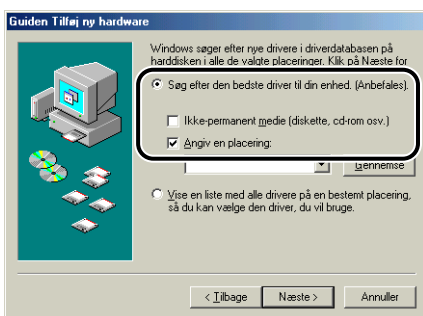 Guiden Tilføj ny hardware
Windows søger efter nye drivere i driverdatabasen på
harddisken i alle de valgte placeringer. Klik på Næste for
Søg efter den bedste driver til din enhed. (Anbefales).
Ikke-permanent medie (diskette, cd-rom osv.)
Angiv en placering:
Gennemse
Vise en liste med alle drivere på en bestemt placering,
så du kan vælge den driver, du vil bruge.
< Tilbage Næste > Annuller